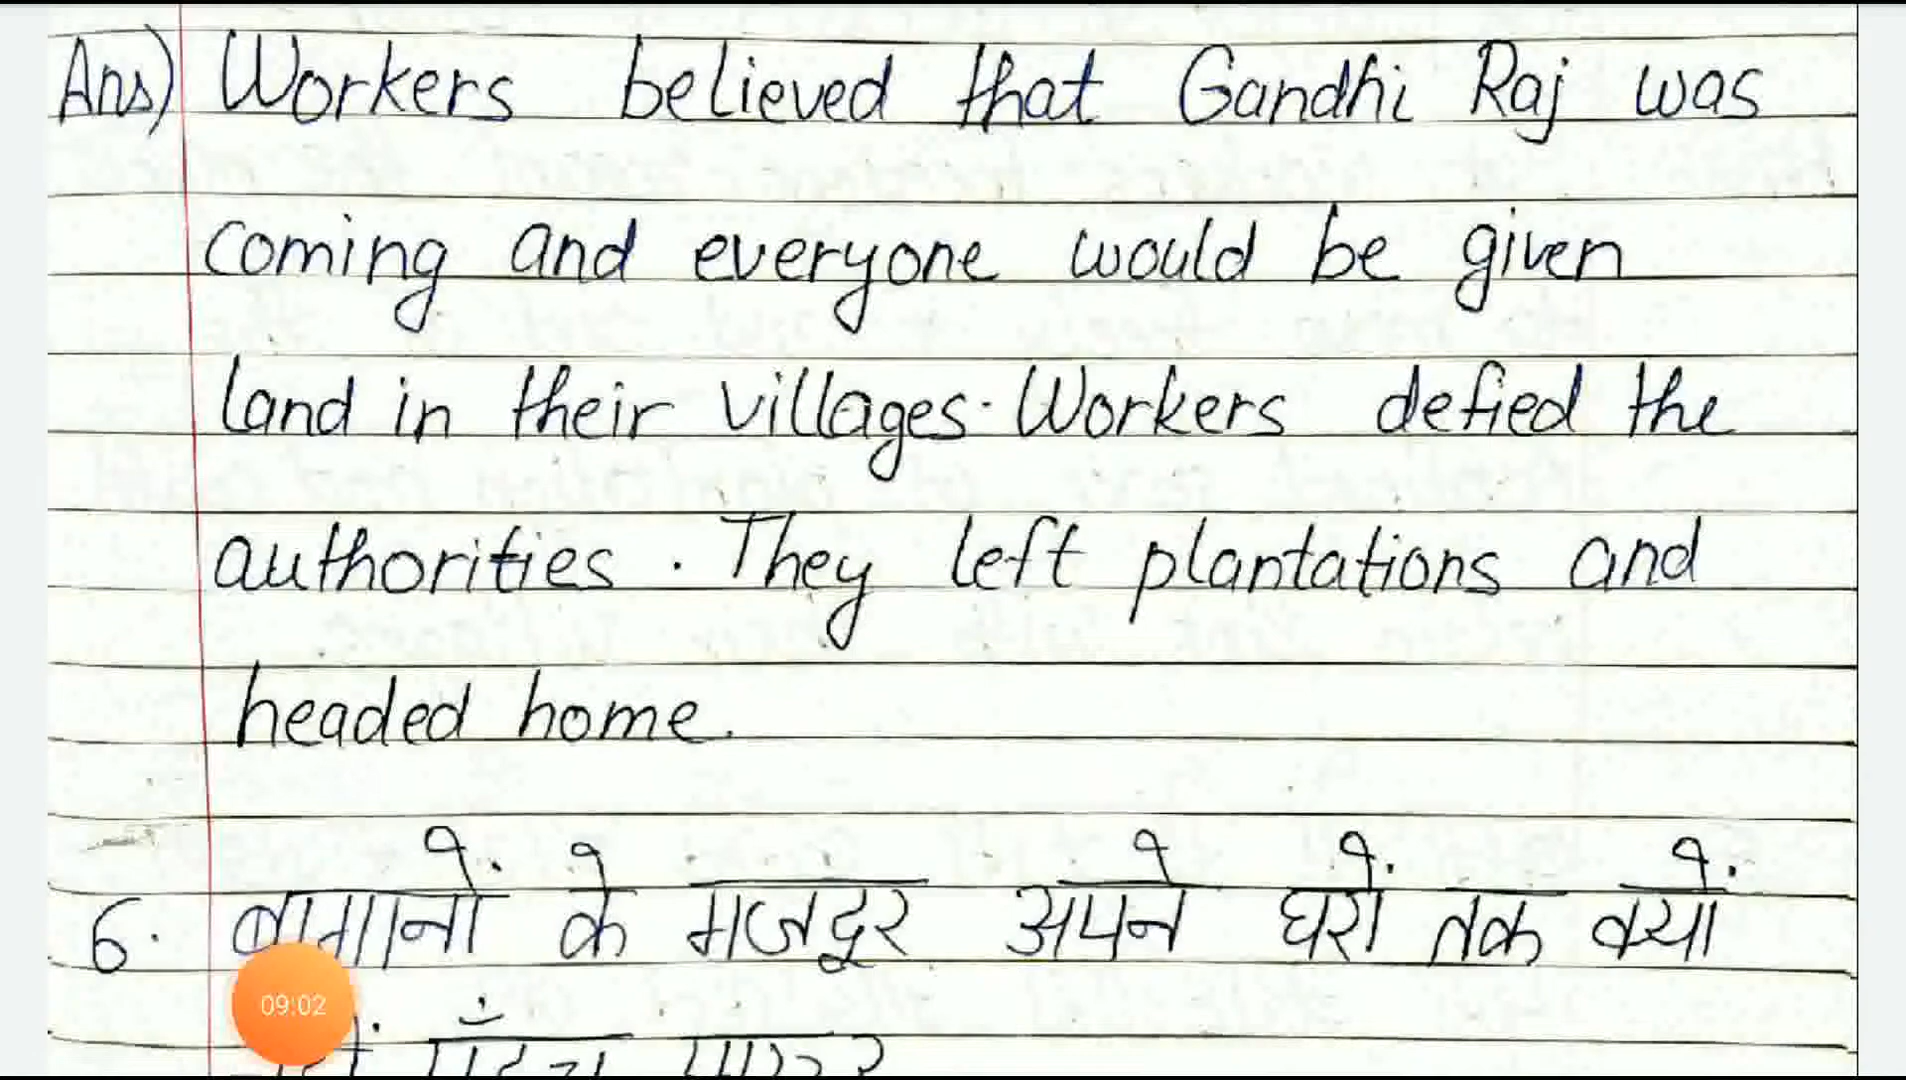 Ans) Workers believed that Gandhi Raj was
coming and everyone would be given
land in their villages. Workers defied the
authorities. They left plantations and
headed home.
6. बागानों के मजदूर अपने घरों तक क्यों
09:02